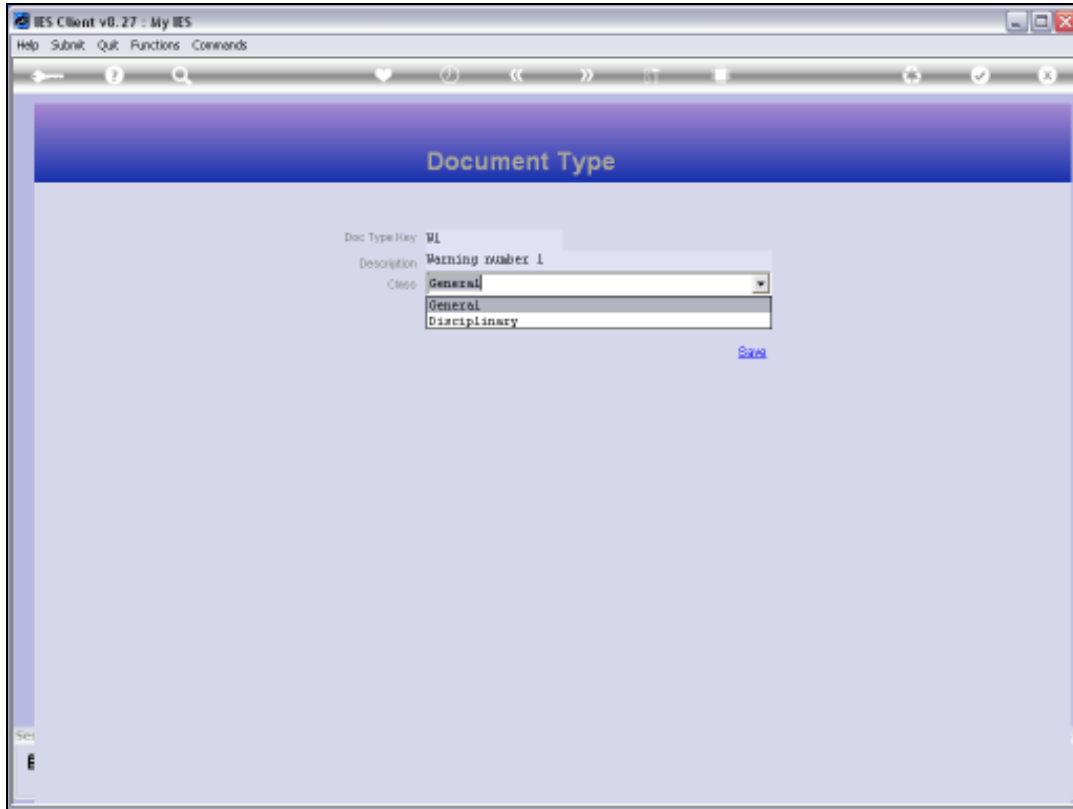 IES Client v8.27 : My IES
Help Submit Quit Functions Commands
Document Type
Doc Type Key W1
Description Warning number 1
Class General
General
Disciplinary
Save